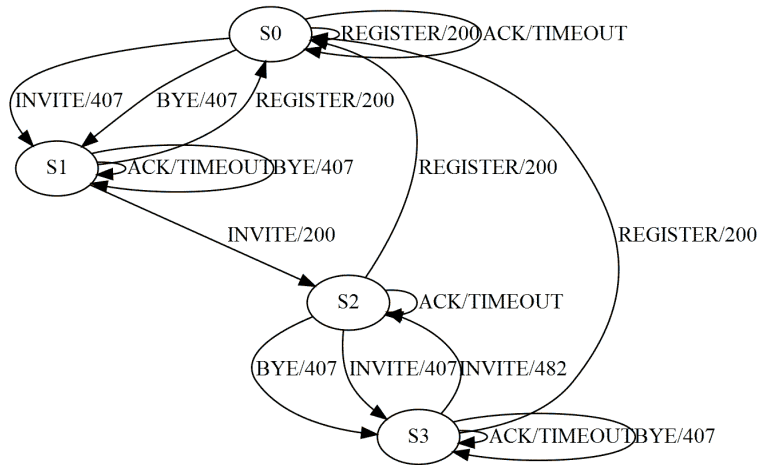 S0
REGISTER/200
ACK/TIMEOUT
INVITE/407
BYE/407
REGISTER/200
S1
ACK/TIMEOUT
BYE/407
REGISTER/200
INVITE/200
REGISTER/200
S2
ACK/TIMEOUT
BYE/407
INVITE/407
INVITE/482
S3
ACK/TIMEOUT
BYE/407